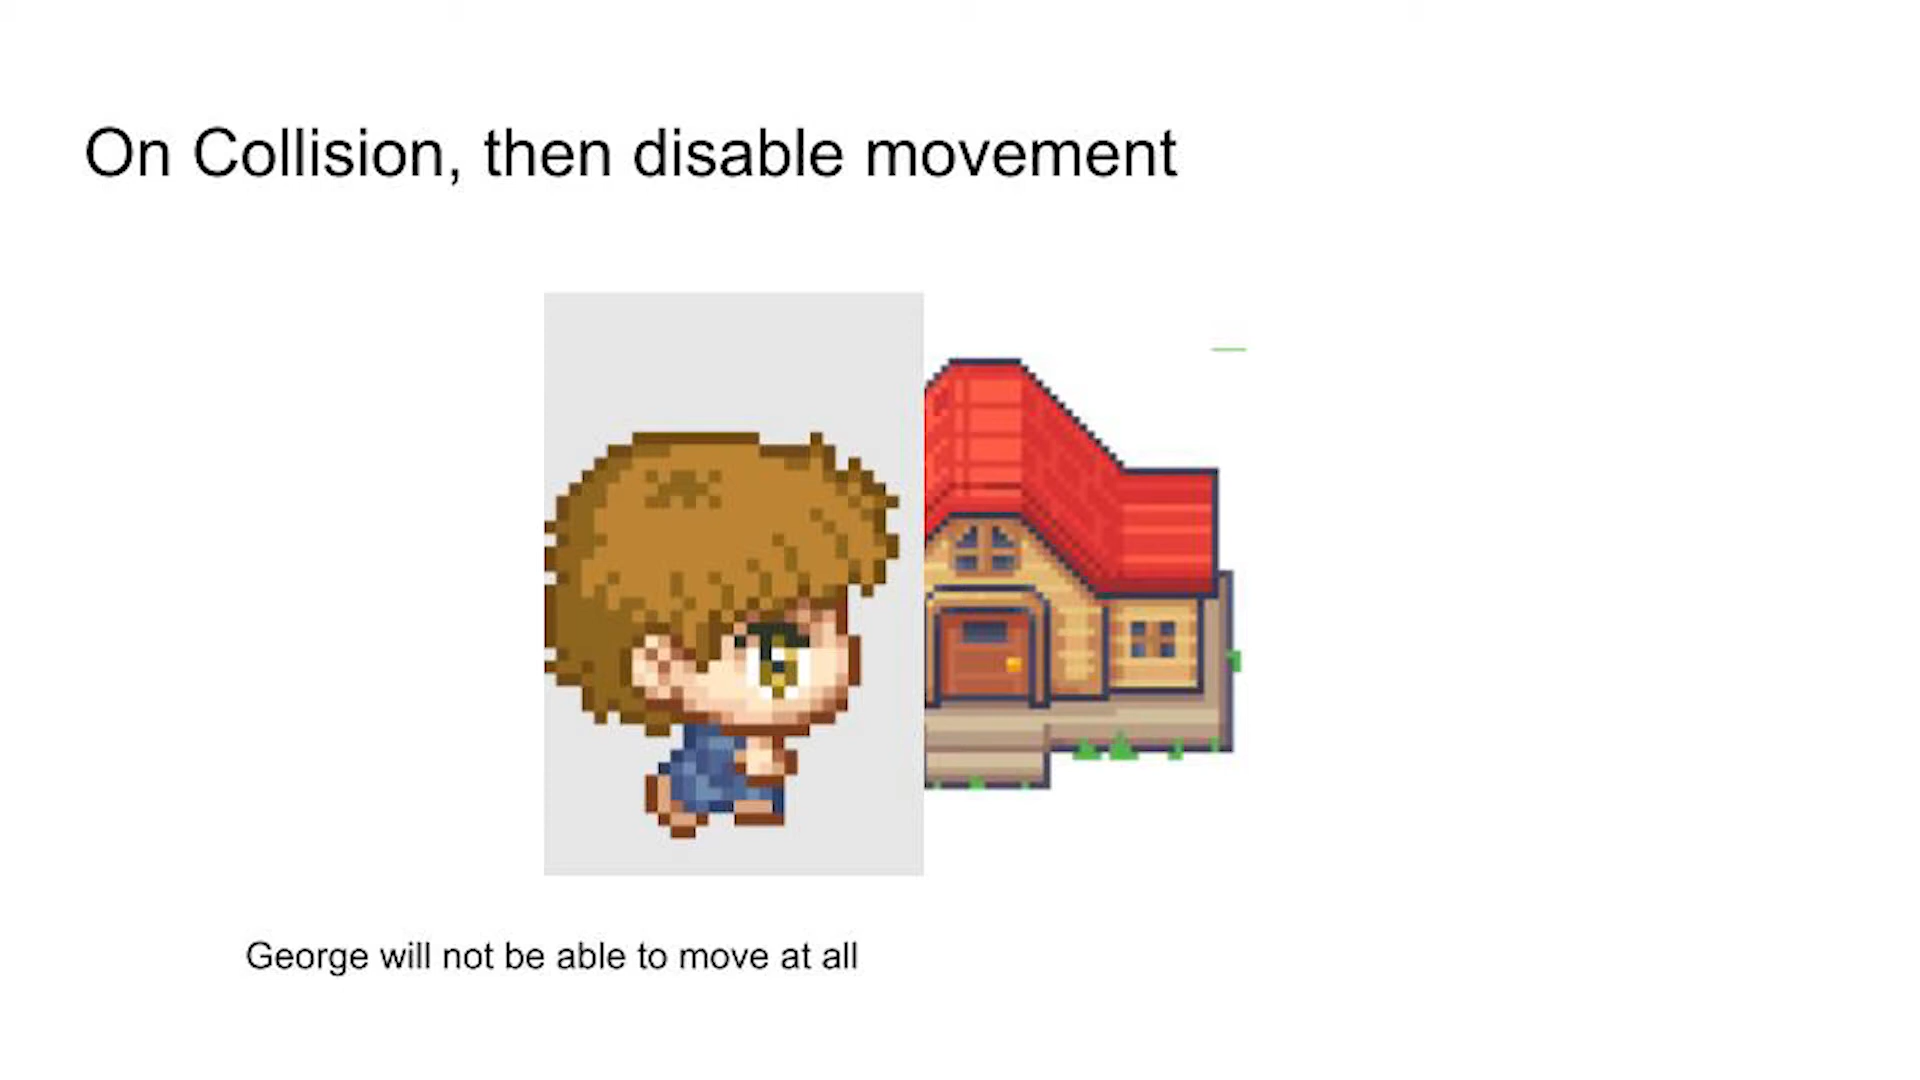 On Collision, then disable movement
George will not be able to move at all